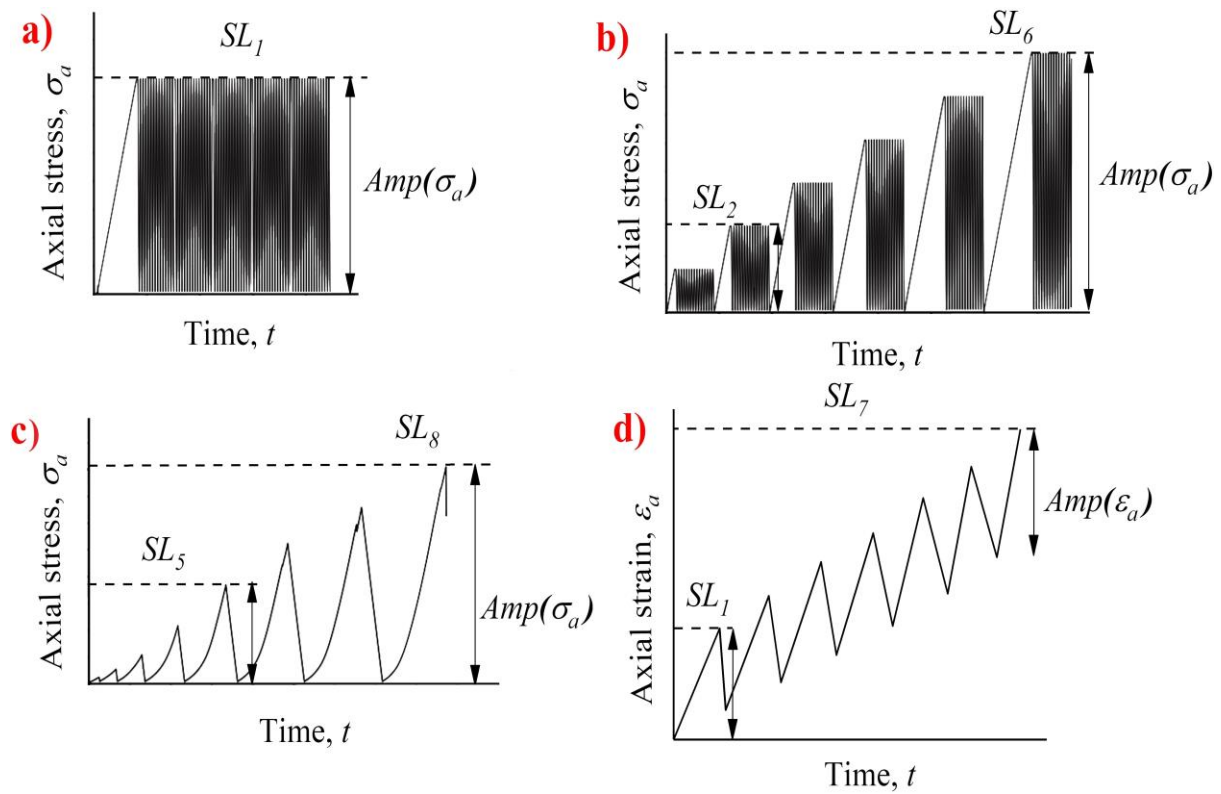 a)
SL1
Axial stress, σa
Amp(σa)
Time, t
b)
SL6
Axial stress, σa
SL2
Amp(σa)
Time, t
c)
SL8
Axial stress, σa
SL5
Amp(σa)
Time, t
d)
SL7
Axial strain, εa
SL1
Amp(εa)
Time, t